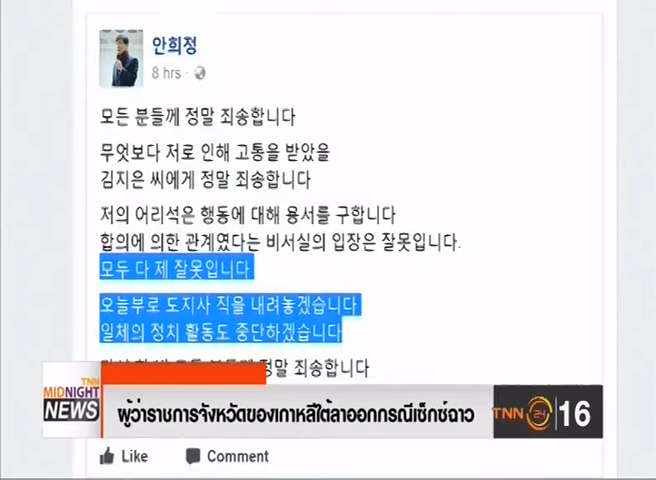 안희정
8 hrs ·
모든 분들께 정말 죄송합니다
무엇보다 저로 인해 고통을 받았을
김지은 씨에게 정말 죄송합니다
저의 어리석은 행동에 대해 용서를 구합니다
합의에 의한 관계였다는 비서실의 입장은 잘못입니다.
모두 다 제 잘못입니다
오늘부로 도지사 직을 내려놓겠습니다
일체의 정치 활동도 중단하겠습니다
정말 죄송합니다
TNN
MIDNIGHT
NEWS
ผู้ว่าราชการจังหวัดของเกาหลีใต้ลาออกกรณีเซ็กซ์ฉาว
TNN 24 16
Like Comment